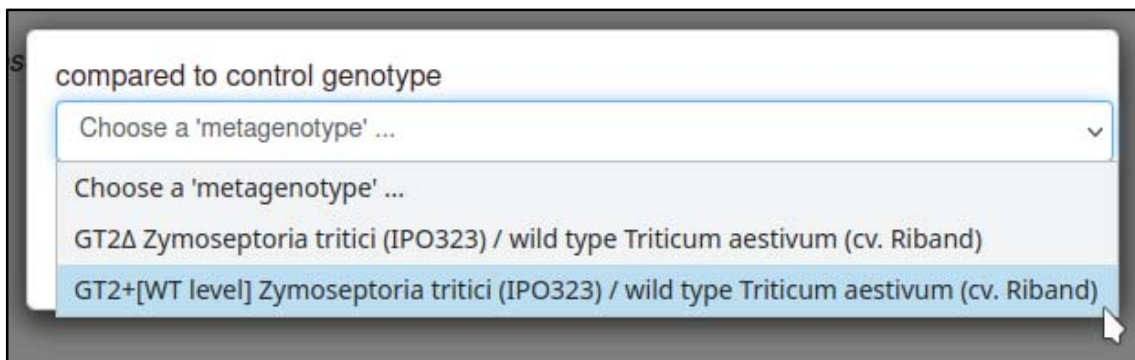 s
compared to control genotype
Choose a 'metagenotype' ...
Choose a 'metagenotype' ...
GT2Δ Zymoseptoria tritici (IPO323) / wild type Triticum aestivum (cv. Riband)
GT2+[WT level] Zymoseptoria tritici (IPO323) / wild type Triticum aestivum (cv. Riband)